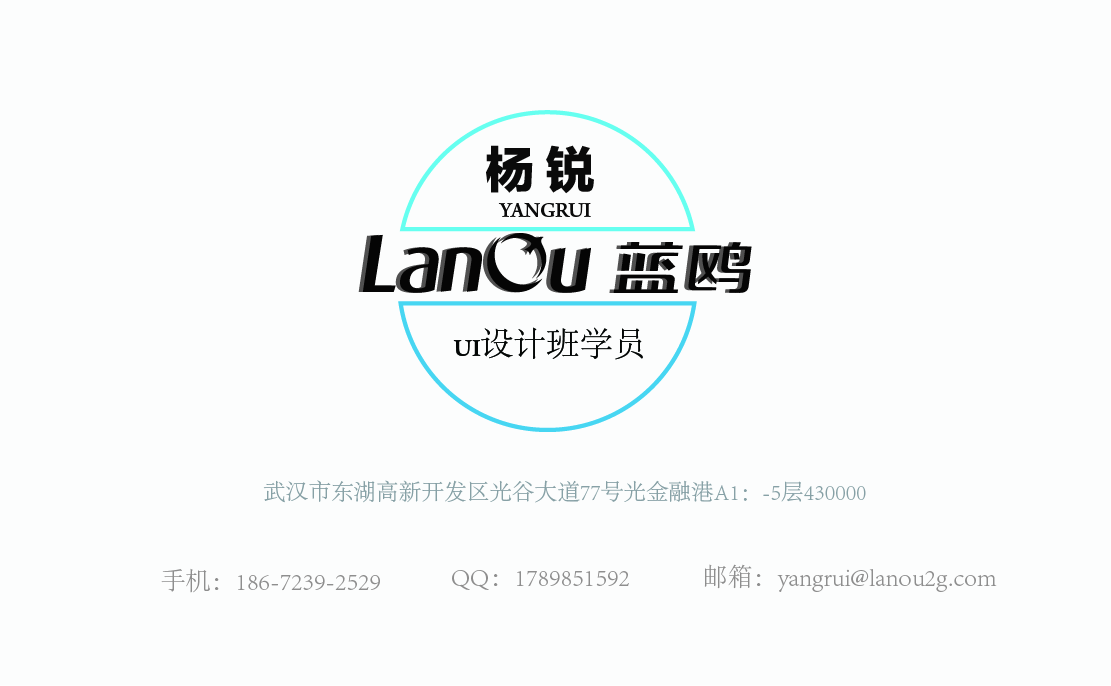 杨锐
YANGRUI
LanOu 蓝鸥
UI设计班学员
武汉市东湖高新开发区光谷大道77号光金融港A1：-5层430000
手机：186-7239-2529 QQ：1789851592 邮箱：yangrui@lanou2g.com